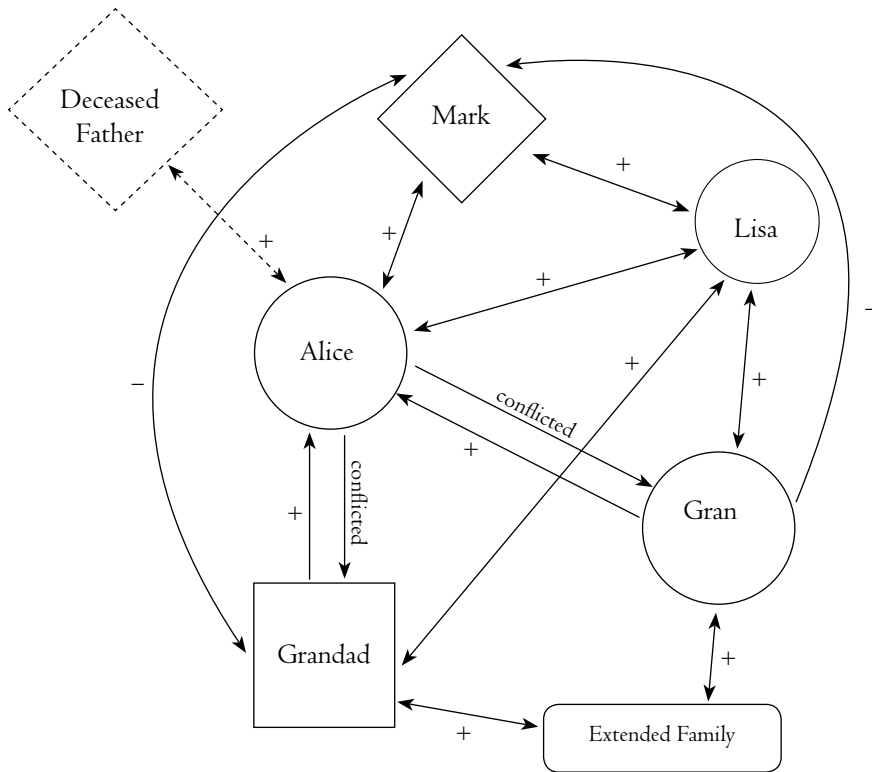 Deceased
Father
Mark
+
Lisa
+
+
+
Alice
+
–
–
+
conflicted
+
conflicted
+
Gran
Grandad
+
+
Extended Family